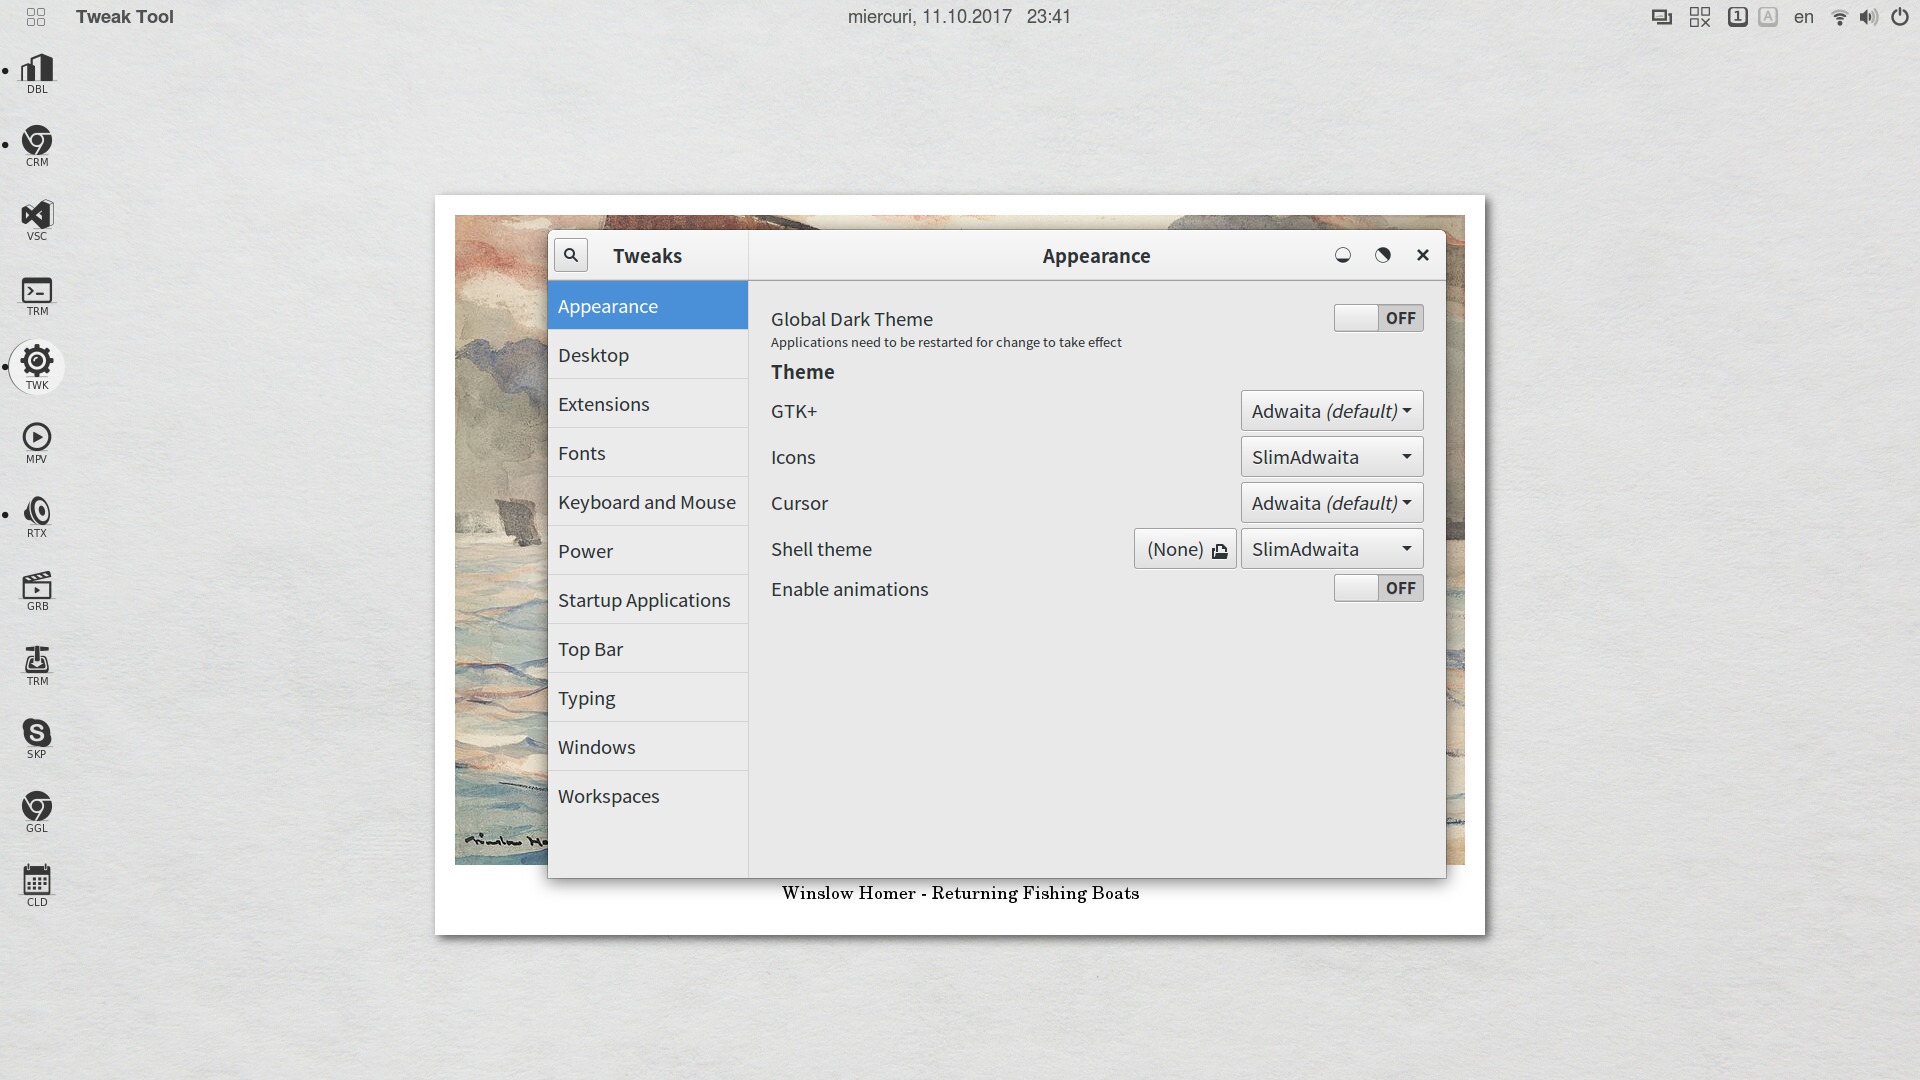 Tweak Tool
miercuri, 11.10.2017 23:41
1
A
en
DBL
CRM
VSC
TRM
TWK
MPV
RTX
GRB
TRM
SKP
GGL
CLD
Tweaks
Appearance
Appearance
Desktop
Extensions
Fonts
Keyboard and Mouse
Power
Startup Applications
Top Bar
Typing
Windows
Workspaces
Global Dark Theme
OFF
Applications need to be restarted for change to take effect
Theme
GTK+
Adwaita (default)
Icons
SlimAdwaita
Cursor
Adwaita (default)
Shell theme
(None)
SlimAdwaita
Enable animations
OFF
Winslow Homer - Returning Fishing Boats